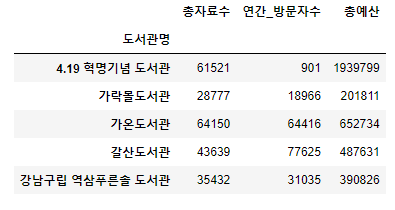 총자료수 연간_방문자수 총예산
도서관명
4.19 혁명기념 도서관 61521 901 1939799
가락몰도서관 28777 18966 201811
가온도서관 64150 64416 652734
갈산도서관 43639 77625 487631
강남구립 역삼푸른솔 도서관 35432 31035 390826